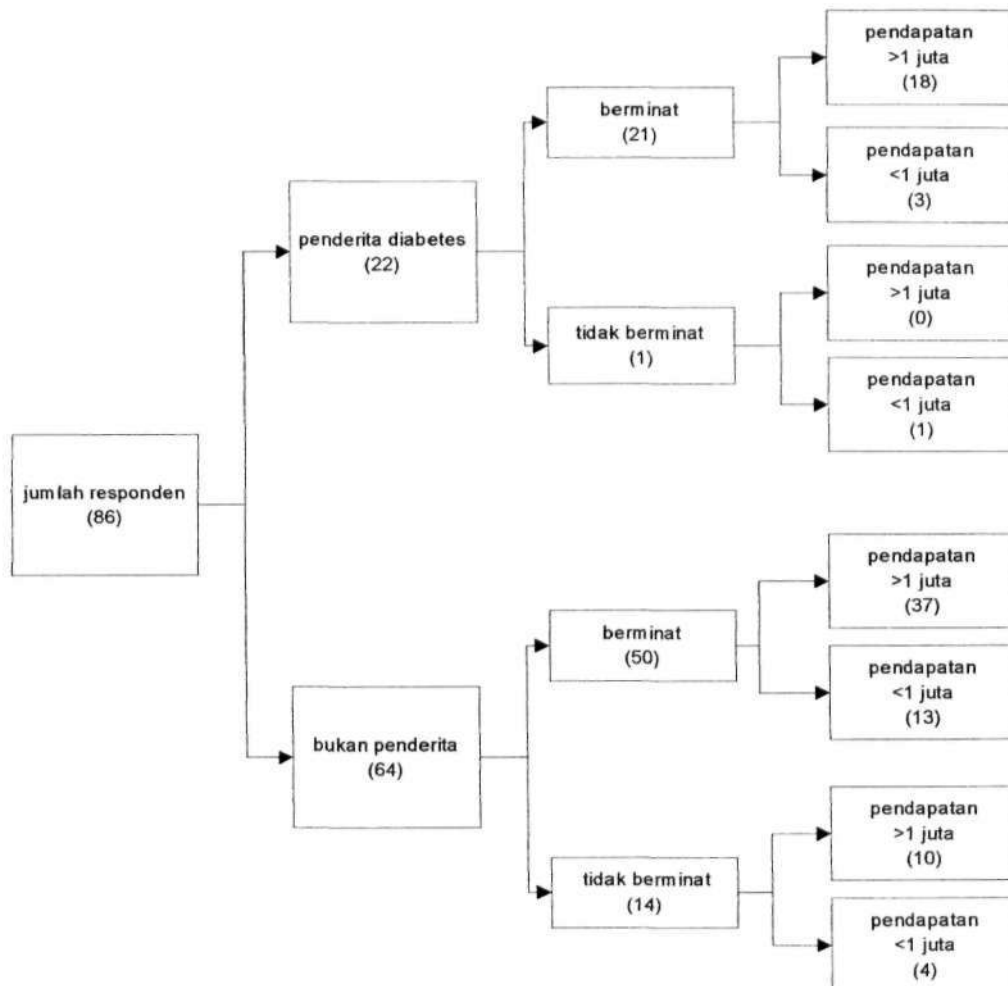 jumlah responden
(86)
penderita diabetes
(22)
berminat
(21)
pendapatan
>1 juta
(18)
pendapatan
<1 juta
(3)
tidak berminat
(1)
pendapatan
>1 juta
(0)
pendapatan
<1 juta
(1)
bukan penderita
(64)
berminat
(50)
pendapatan
>1 juta
(37)
pendapatan
<1 juta
(13)
tidak berminat
(14)
pendapatan
>1 juta
(10)
pendapatan
<1 juta
(4)